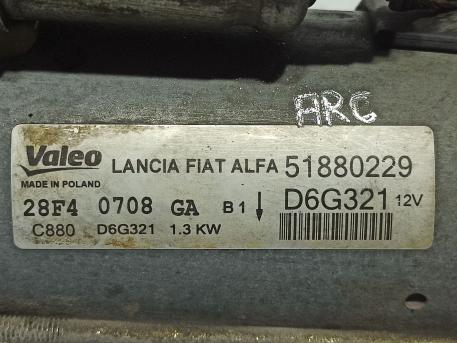 ARG
Valeo LANCIA FIAT ALFA 51880229
MADE IN POLAND
28F4 0708 GA B1 ↓ D6G321 12V
C880 D6G321 1.3 KW